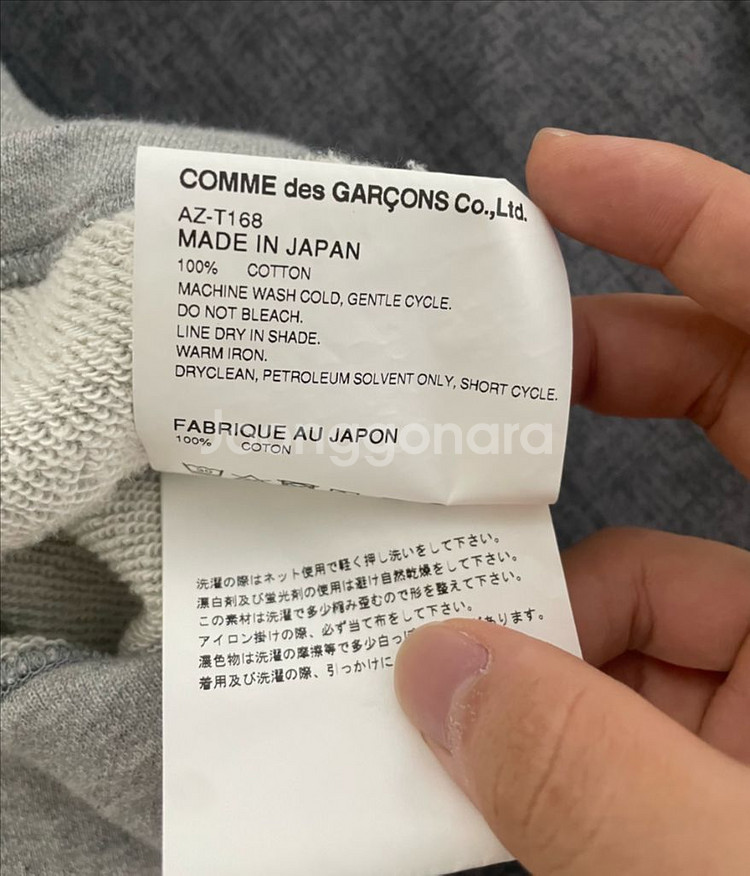 COMME des GARÇONS Co.,Ltd.
AZ-T168
MADE IN JAPAN
100% COTTON
MACHINE WASH COLD, GENTLE CYCLE.
DO NOT BLEACH.
LINE DRY IN SHADE.
WARM IRON.
DRYCLEAN, PETROLEUM SOLVENT ONLY, SHORT CYCLE.
FABRIQUE AU JAPON
100% COTON
Joonggonara
洗濯の際はネット使用で軽く押し洗いをして下さい。
漂白剤及び蛍光剤の使用は避け自然乾燥をして下さい。
この素材は洗濯で多少縮み歪むので形を整えて下さい。
アイロン掛けの際、必ず当て布をして下さい。
濃色物は洗濯の摩擦等で多少白っぽ があります。
着用及び洗濯の際、引っかけに